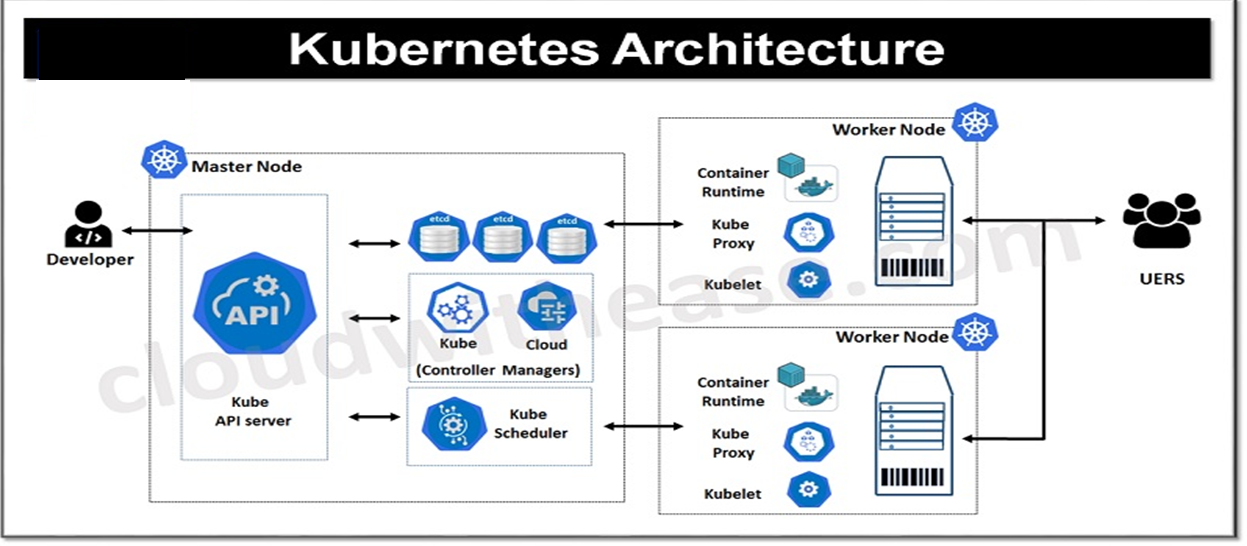 Kubernetes Architecture
Master Node
Developer
API
Kube
API server
etcd
etcd
etcd
Kube
Cloud
(Controller Managers)
Kube
Scheduler
Worker Node
Container
Runtime
Kube
Proxy
Kubelet
Worker Node
Container
Runtime
Kube
Proxy
Kubelet
UERS
cloudwithease.com